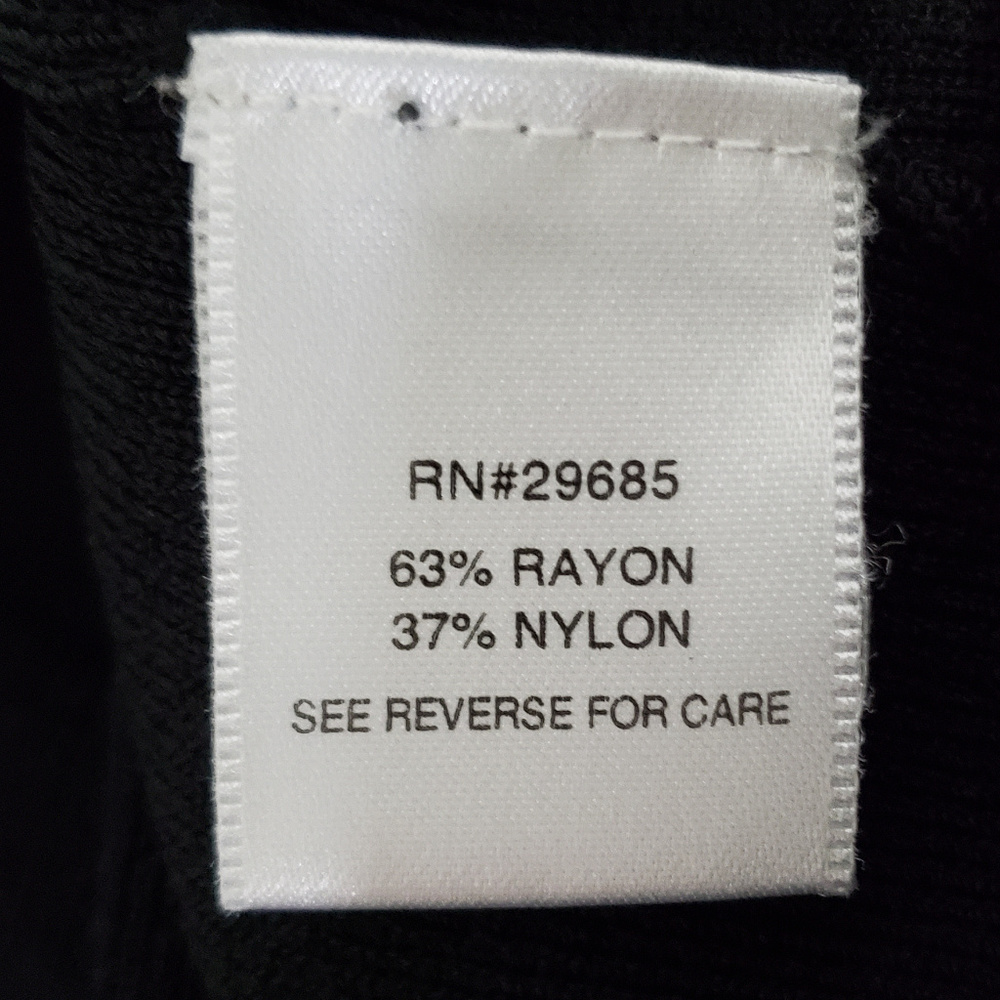 RN#29685
63% RAYON
37% NYLON
SEE REVERSE FOR CARE